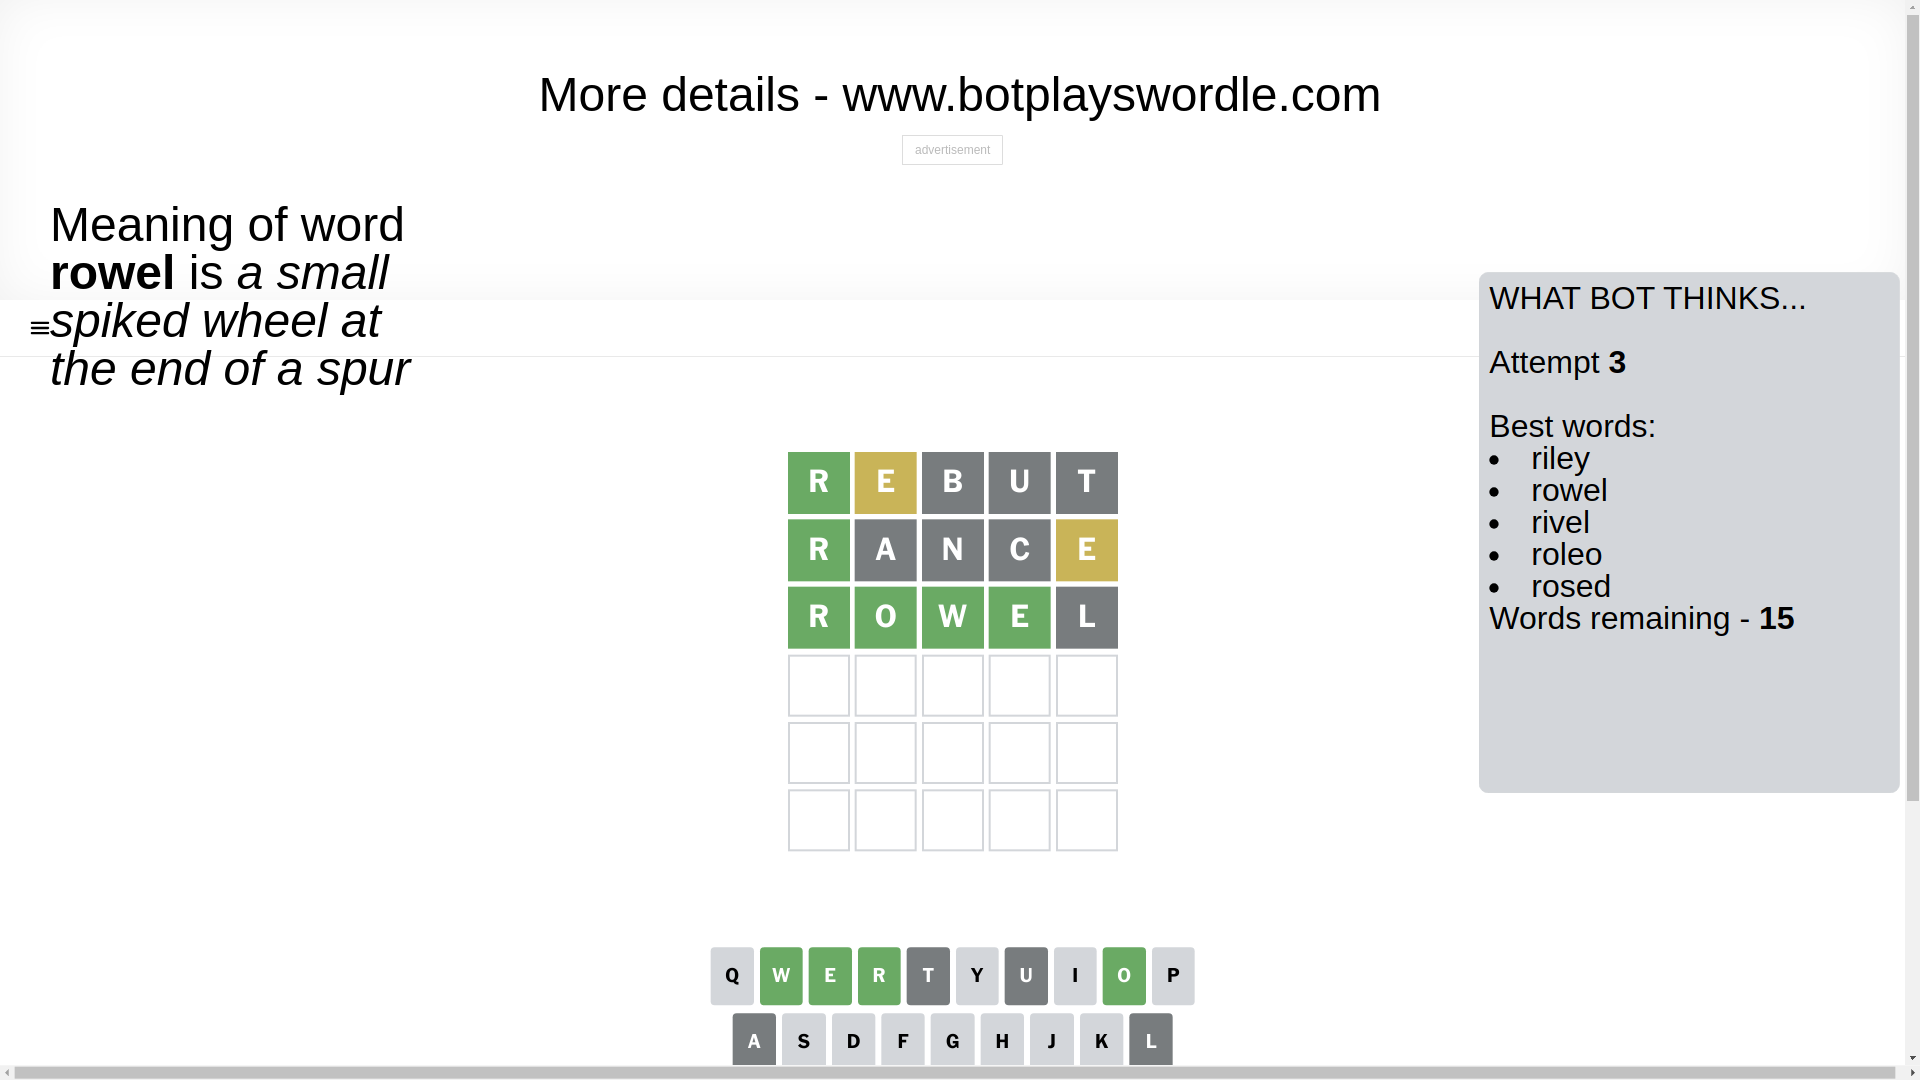 More details - www.botplayswordle.com
advertisement
Meaning of word
rowel is a small
spiked wheel at
the end of a spur
WHAT BOT THINKS...
Attempt 3
Best words:
riley
rowel
rivel
roleo
rosed
Words remaining - 15
R E B U T
R A N C E
R O W E L
Q W E R T Y U I O P
A S D F G H J K L